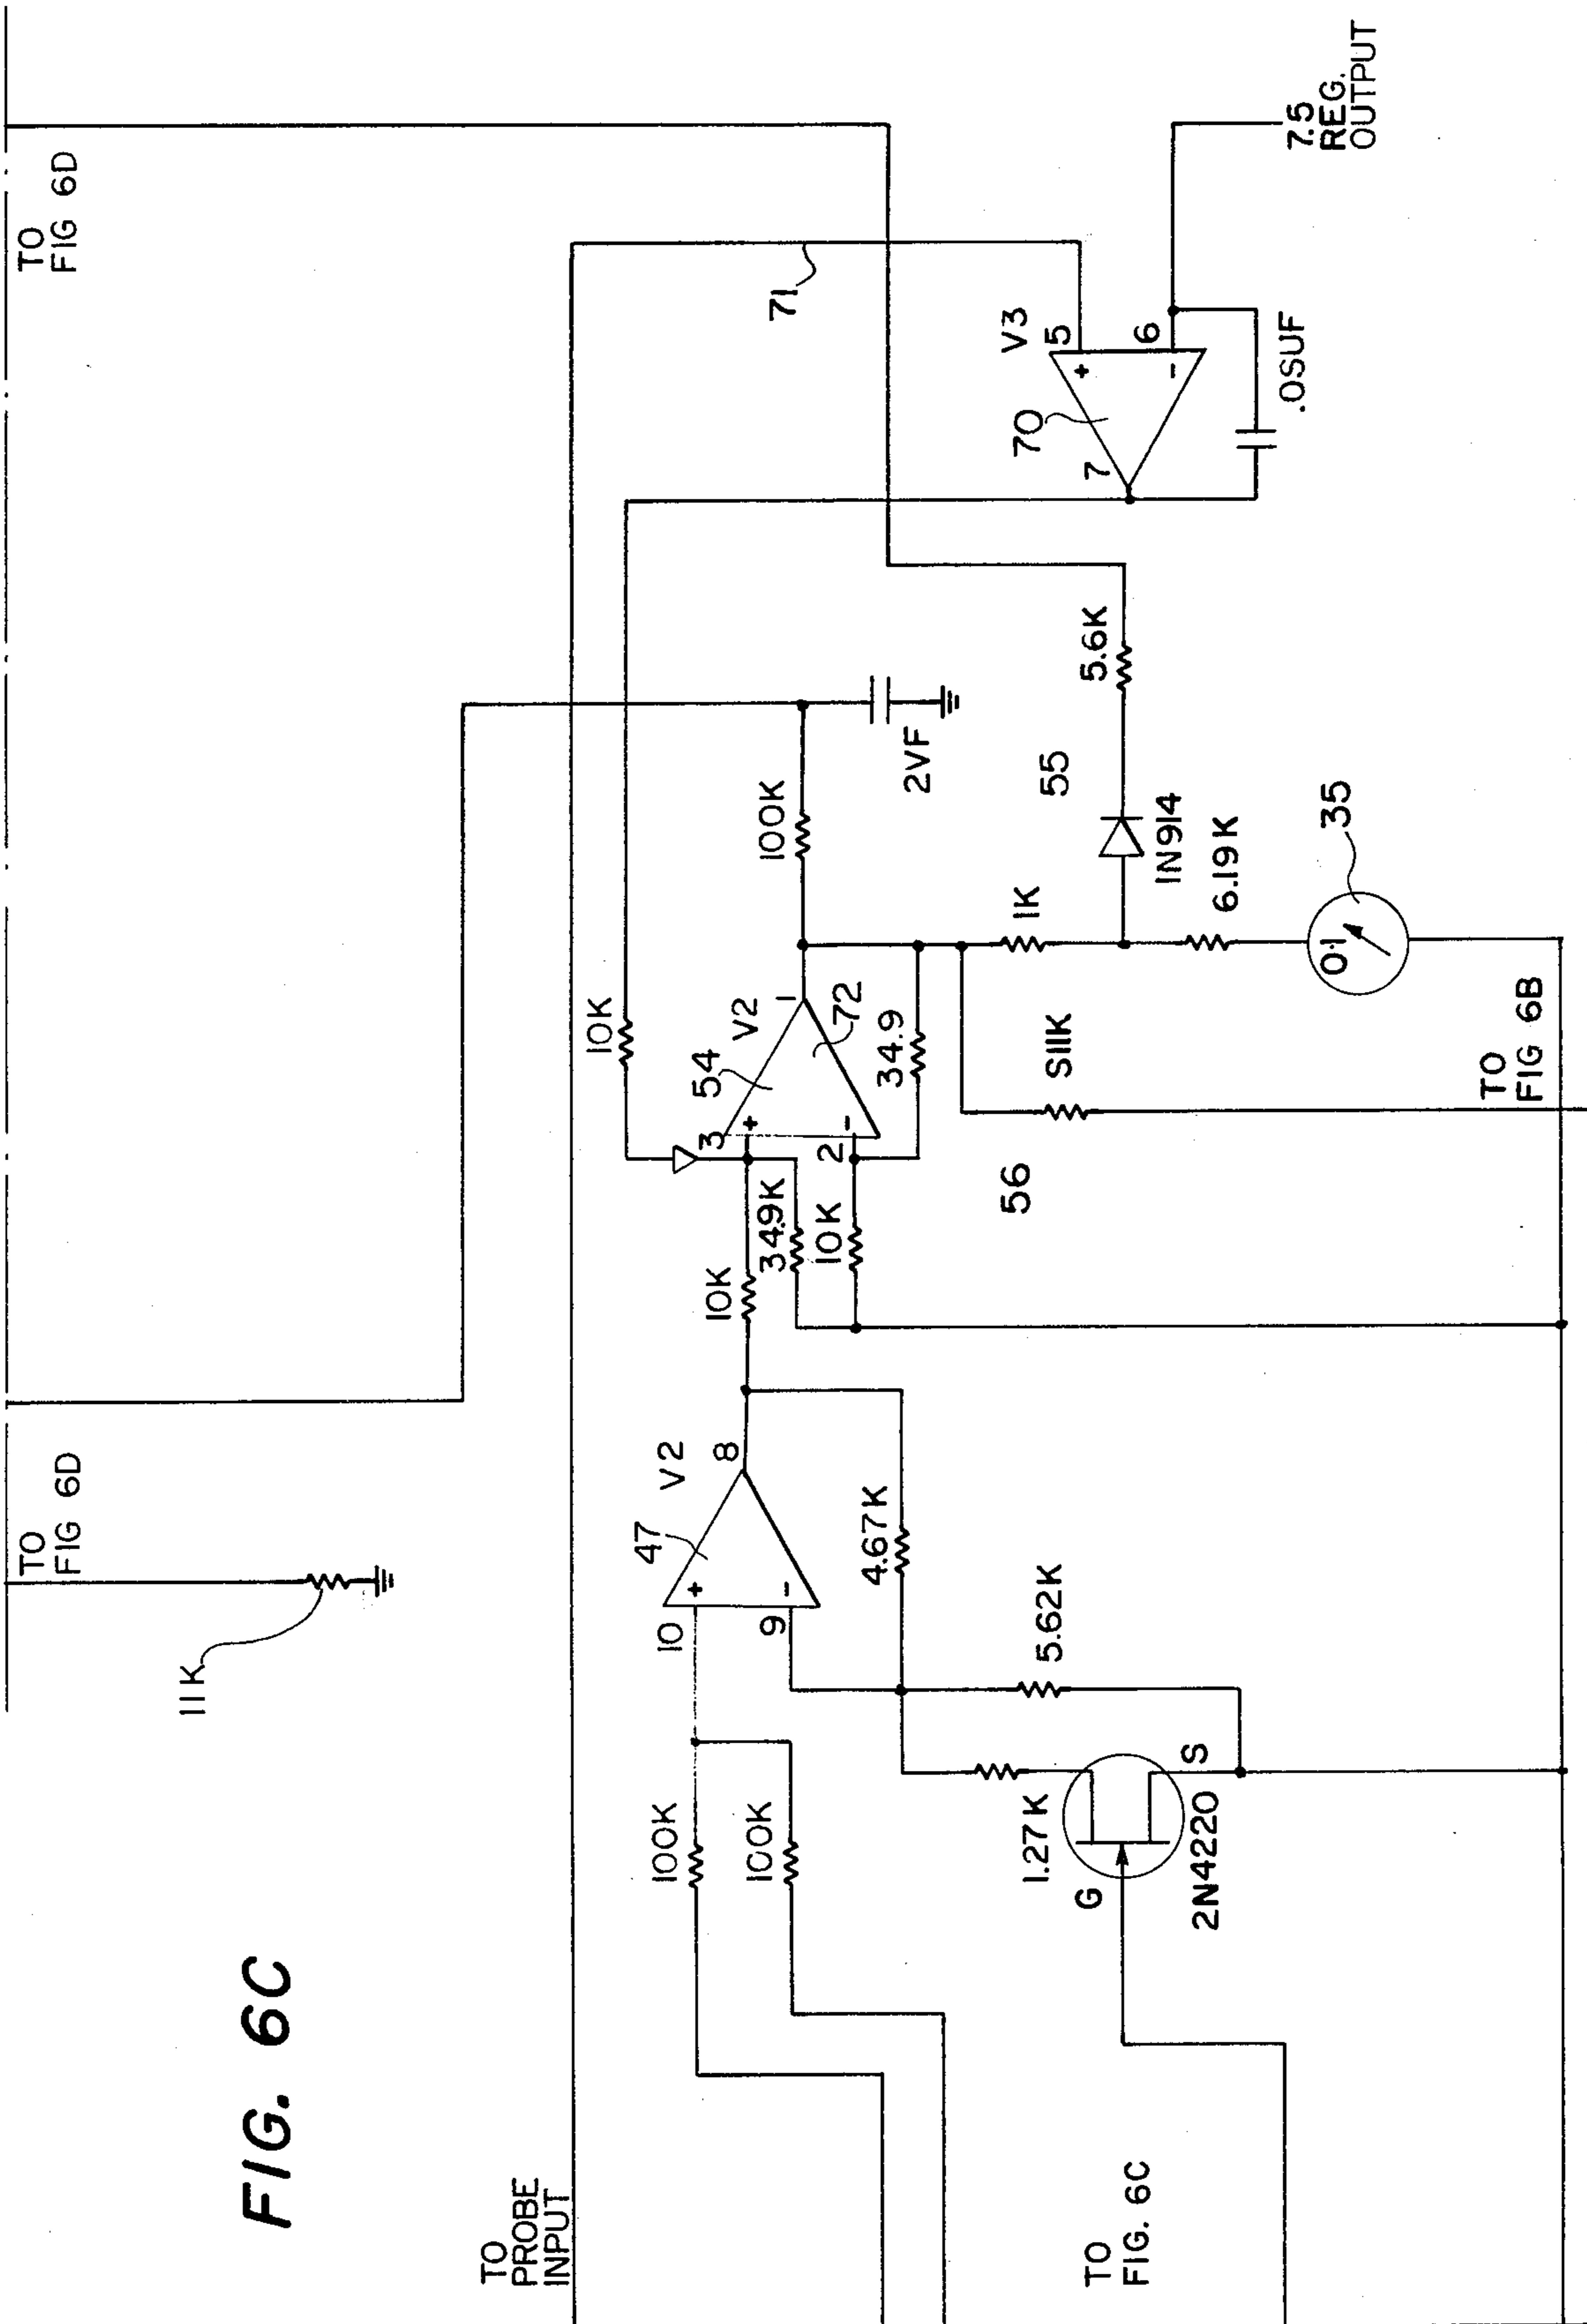 FIG. 6C
11K
TO
FIG 6D
TO
FIG 6D
TO
PROBE
INPUT
100K
100K
10
9
+
-
47
V2
8
4.67K
5.62K
1.27K
G
S
2N4220
TO
FIG. 6C
10K
34.9K
10K
10K
3
2
+
-
54
V2
1
72
34.9
100K
2VF
56
S11K
1K
55
1N914
6.19K
5.6K
0·1
35
TO
FIG 6B
71
V3
5
6
+
-
70
7
.0SUF
7.5
REG.
OUTPUT